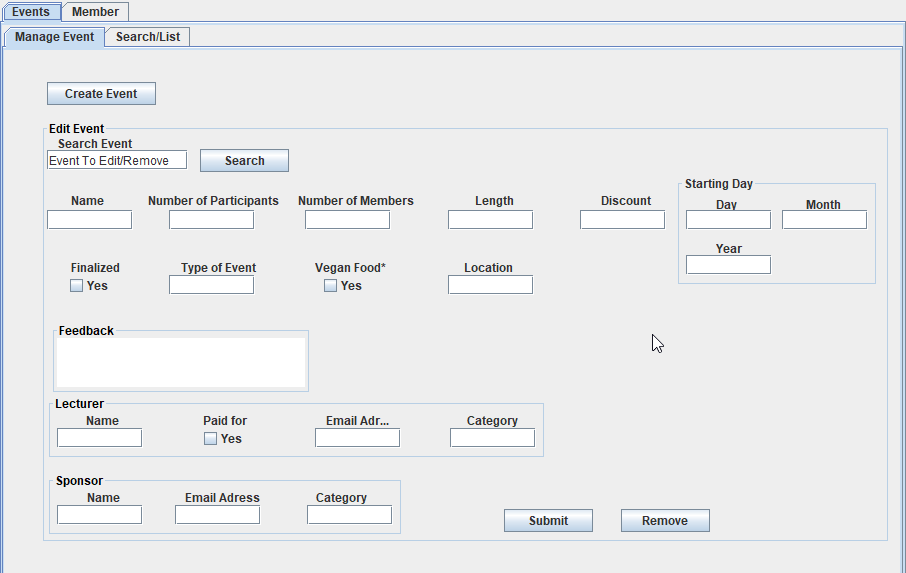 Events Member
Manage Event Search/List
Create Event
Edit Event
Search Event
Event To Edit/Remove Search
Starting Day
Name Number of Participants Number of Members Length Discount
Day Month
Year
Finalized Type of Event Vegan Food* Location
Yes Yes
Feedback
Lecturer
Name Paid for Email Adr... Category
Yes
Sponsor
Name Email Adress Category
Submit Remove